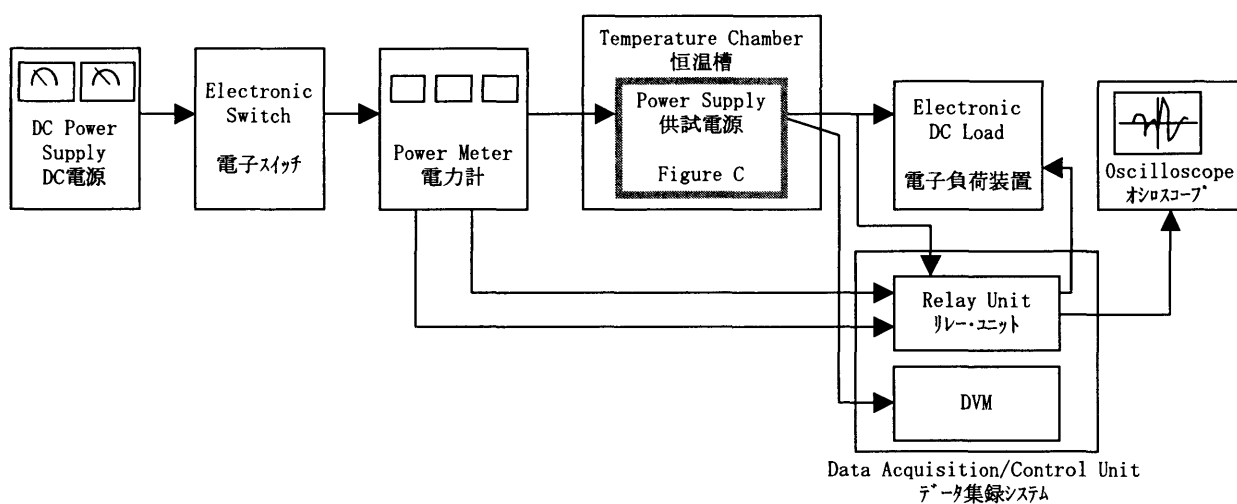 DC Power
Supply
DC電源
Electronic
Switch
電子スイッチ
Power Meter
電力計
Temperature Chamber
恒温槽
Power Supply
供試電源
Figure C
Electronic
DC Load
電子負荷装置
Oscilloscope
オシロスコープ
Relay Unit
リレー・ユニット
DVM
Data Acquisition/Control Unit
データ集録システム